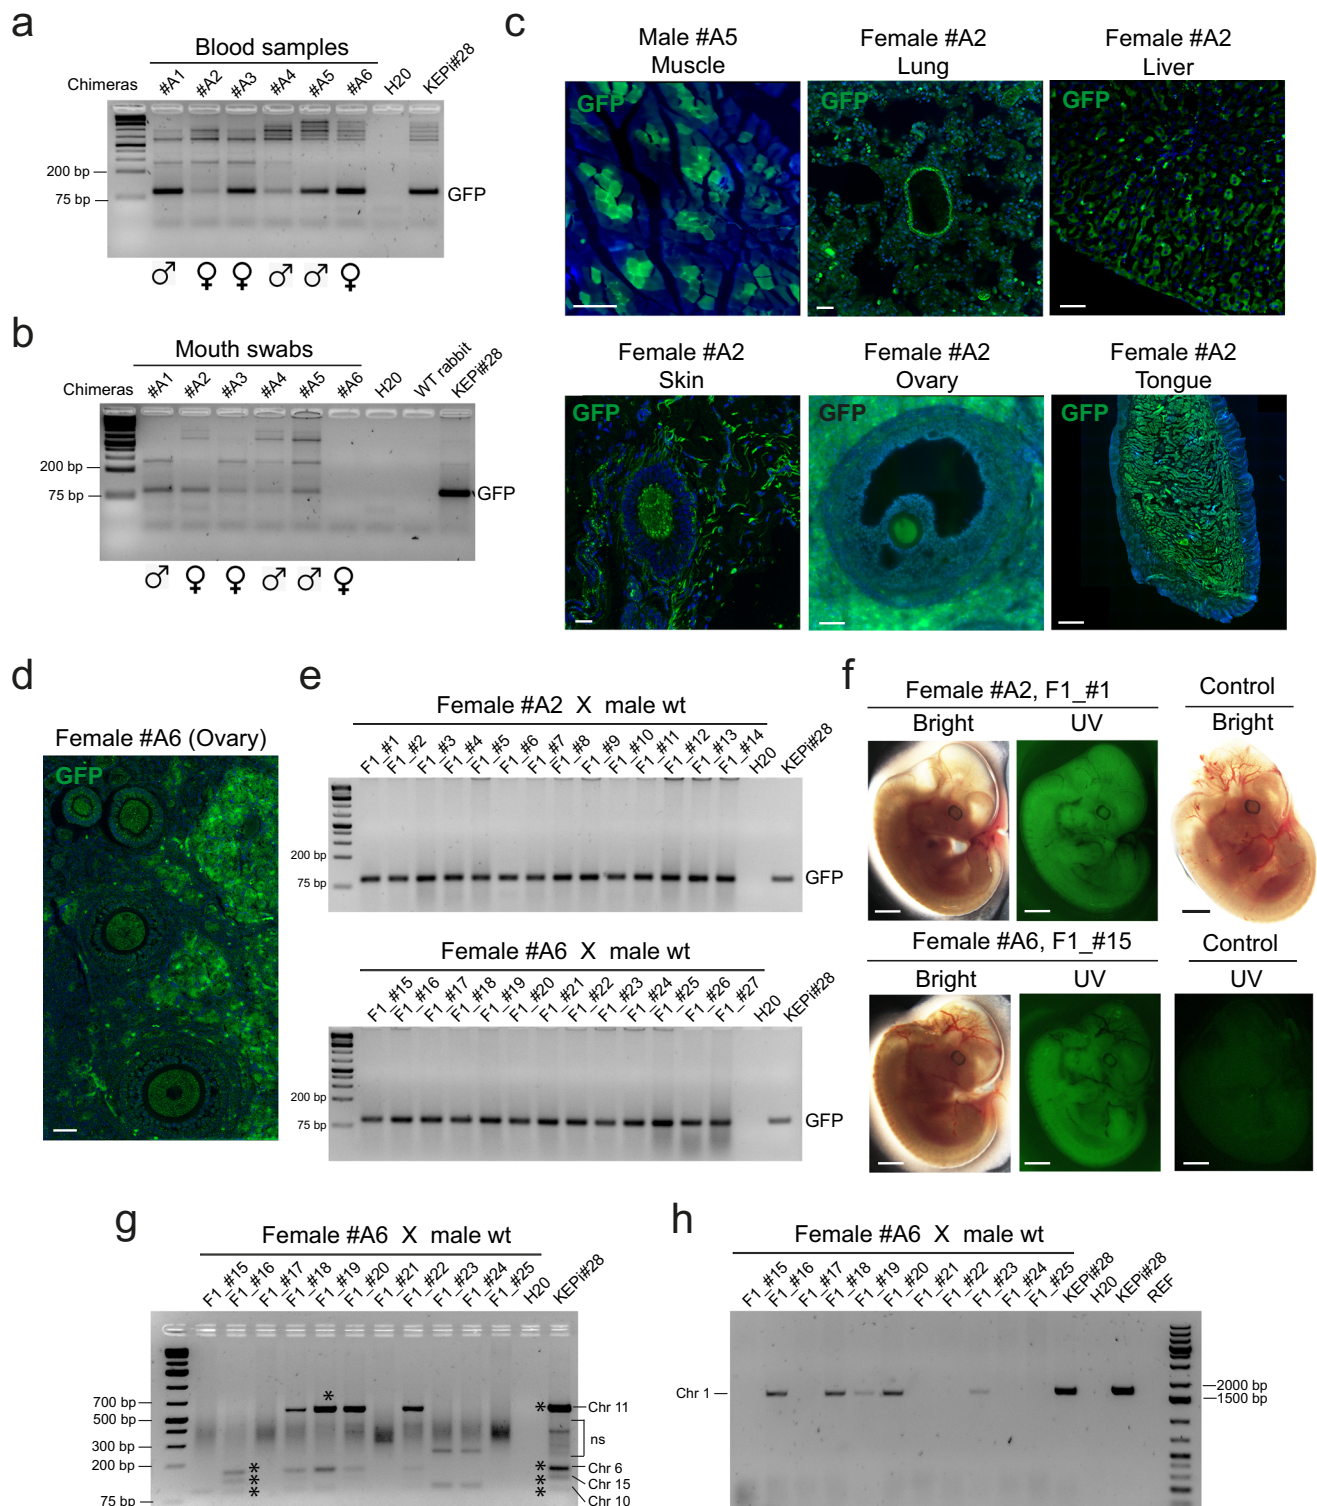 a
Blood samples
Chimeras #A1 #A2 #A3 #A4 #A5 #A6 H20 KEPi#28
200 bp
75 bp
GFP
♂ ♀ ♀ ♂ ♂ ♀
b
Mouth swabs
Chimeras #A1 #A2 #A3 #A4 #A5 #A6 H20 WT rabbit KEPi#28
200 bp
75 bp
GFP
♂ ♀ ♀ ♂ ♂ ♀
c
Male #A5
Muscle
GFP
Female #A2
Lung
GFP
Female #A2
Liver
GFP
Female #A2
Skin
GFP
Female #A2
Ovary
GFP
Female #A2
Tongue
GFP
d
Female #A6 (Ovary)
GFP
e
Female #A2 X male wt
F1_#1 F1_#2 F1_#3 F1_#4 F1_#5 F1_#6 F1_#7 F1_#8 F1_#9 F1_#10 F1_#11 F1_#12 F1_#13 F1_#14 H20 KEPi#28
200 bp
75 bp
GFP
Female #A6 X male wt
F1_#15 F1_#16 F1_#17 F1_#18 F1_#19 F1_#20 F1_#21 F1_#22 F1_#23 F1_#24 F1_#25 F1_#26 F1_#27 H20 KEPi#28
200 bp
75 bp
GFP
f
Female #A2, F1_#1
Bright UV
Control
Bright
Female #A6, F1_#15
Bright UV
Control
UV
g
Female #A6 X male wt
F1_#15 F1_#16 F1_#17 F1_#18 F1_#19 F1_#20 F1_#21 F1_#22 F1_#23 F1_#24 F1_#25 H20 KEPi#28
700 bp
500 bp
300 bp
200 bp
75 bp
*
* * *
* * * *
Chr 11
ns
Chr 6
Chr 15
Chr 10
h
Female #A6 X male wt
F1_#15 F1_#16 F1_#17 F1_#18 F1_#19 F1_#20 F1_#21 F1_#22 F1_#23 F1_#24 F1_#25 KEPi#28 H20 KEPi#28 REF
Chr 1
2000 bp
1500 bp